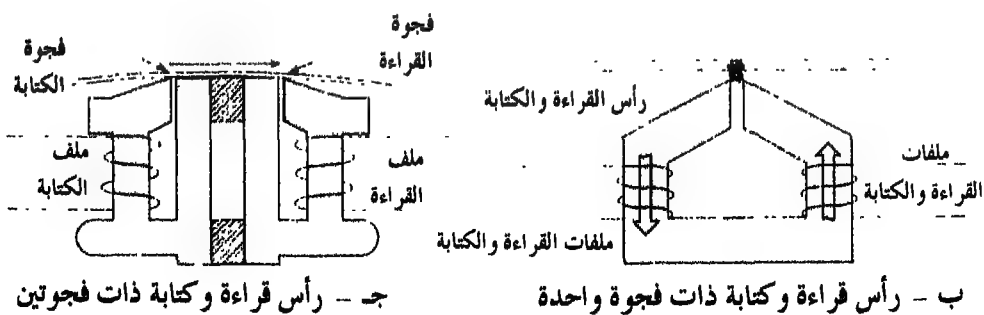 فجوة
القراءة
فجوة
الكتابة
رأس القراءة والكتابة
ملفات
القراءة والكتابة
ملف
القراءة
ملف
الكتابة
ملفات القراءة والكتابة
ب – رأس قراءة وكتابة ذات فجوة واحدة
جـ – رأس قراءة وكتابة ذات فجوتين